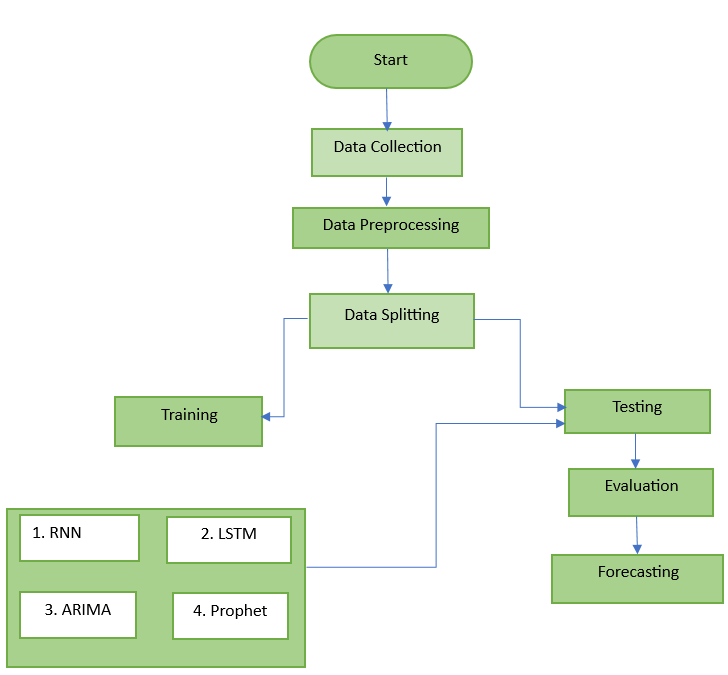 Start
Data Collection
Data Preprocessing
Data Splitting
Training
Testing
Evaluation
Forecasting
1. RNN
2. LSTM
3. ARIMA
4. Prophet